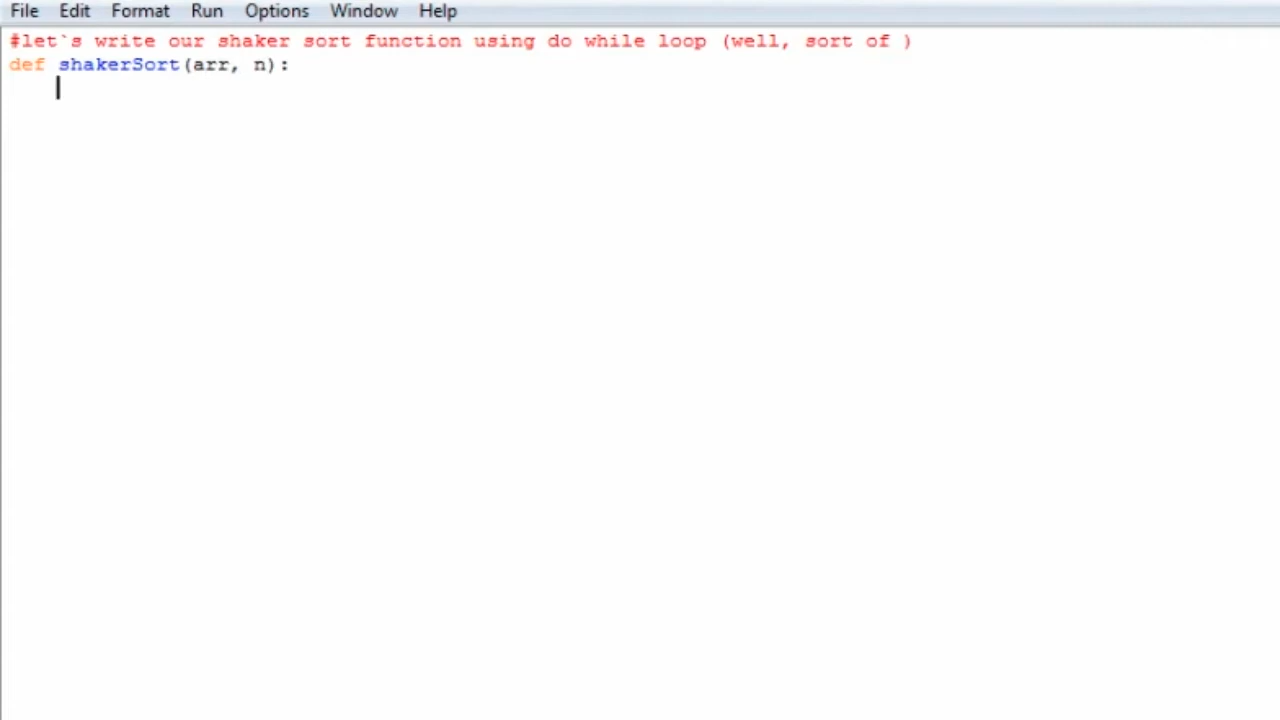 File Edit Format Run Options Window Help
#let`s write our shaker sort function using do while loop (well, sort of )
def shakerSort(arr, n):